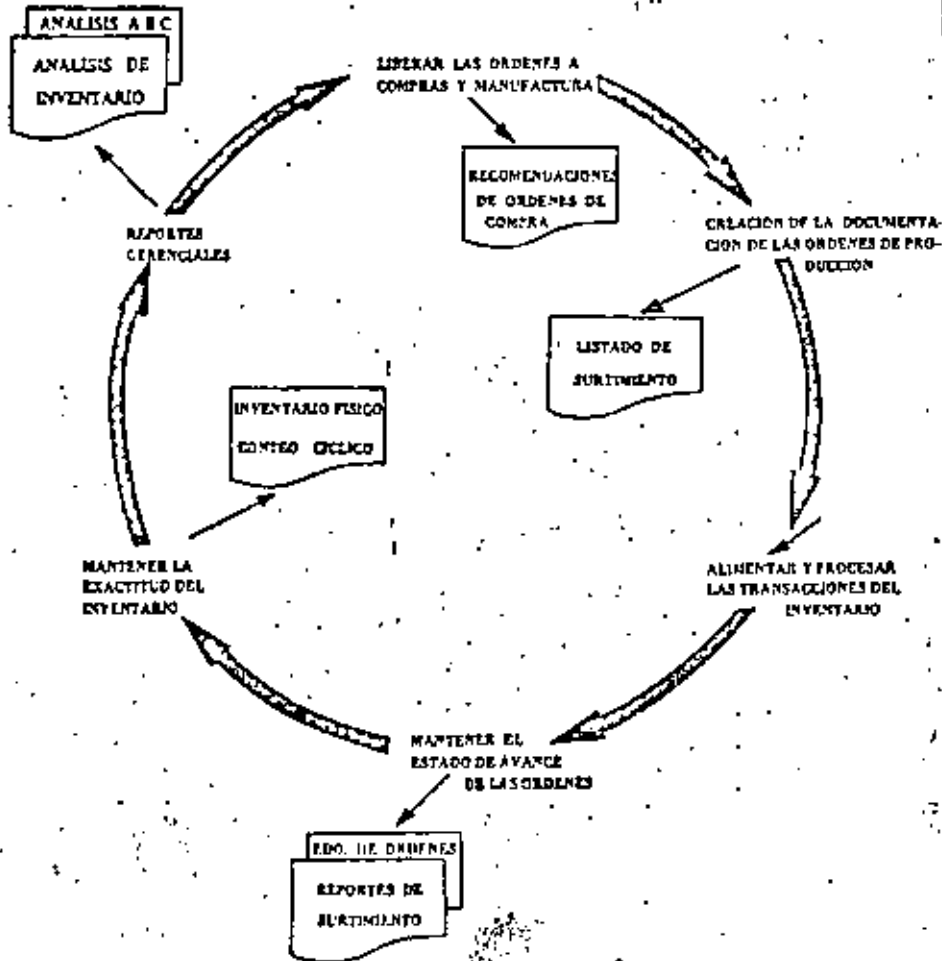 ANALISIS A B C
ANALISIS DE
INVENTARIO
LIBERAR LAS ORDENES A
COMPRAS Y MANUFACTURA
RECOMENDACIONES
DE ORDENES DE
COMPRA
CREACION DE LA DOCUMENTA-
CION DE LAS ORDENES DE PRO-
DUCCION
LISTADO DE
SURTIMIENTO
ALIMENTAR Y PROCESAR
LAS TRANSACCIONES DEL
INVENTARIO
MANTENER EL
ESTADO DE AVANCE
DE LAS ORDENES
EDO. DE ORDENES
REPORTES DE
SURTIMIENTO
MANTENER LA
EXACTITUD DEL
INVENTARIO
INVENTARIO FISICO
CONTEO CICLICO
REPORTES
GERENCIALES